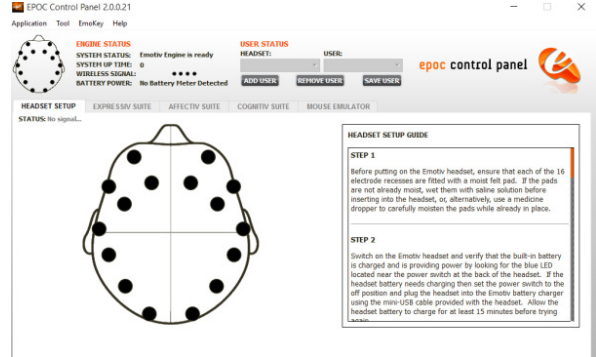 EPOC Control Panel 2.0.0.21
Application Tool EmoKey Help
ENGINE STATUS
SYSTEM STATUS: Emotiv Engine is ready
SYSTEM UP TIME: 0
WIRELESS SIGNAL:
BATTERY POWER: No Battery Meter Detected
USER STATUS
HEADSET: USER:
ADD USER REMOVE USER SAVE USER
epoc control panel
HEADSET SETUP EXPRESSIV SUITE AFFECTIV SUITE COGNITIV SUITE MOUSE EMULATOR
STATUS: No signal...
HEADSET SETUP GUIDE
STEP 1
Before putting on the Emotiv headset, ensure that each of the 16
electrode recesses are fitted with a moist felt pad. If the pads
are not already moist, wet them with saline solution before
inserting into the headset, or, alternatively, use a medicine
dropper to carefully moisten the pads while already in place.
STEP 2
Switch on the Emotiv headset and verify that the built-in battery
is charged and is providing power by looking for the blue LED
located near the power switch at the back of the headset. If the
headset battery needs charging then set the power switch to the
off position and plug the headset into the Emotiv battery charger
using the mini-USB cable provided with the headset. Allow the
headset battery to charge for at least 15 minutes before trying
again.